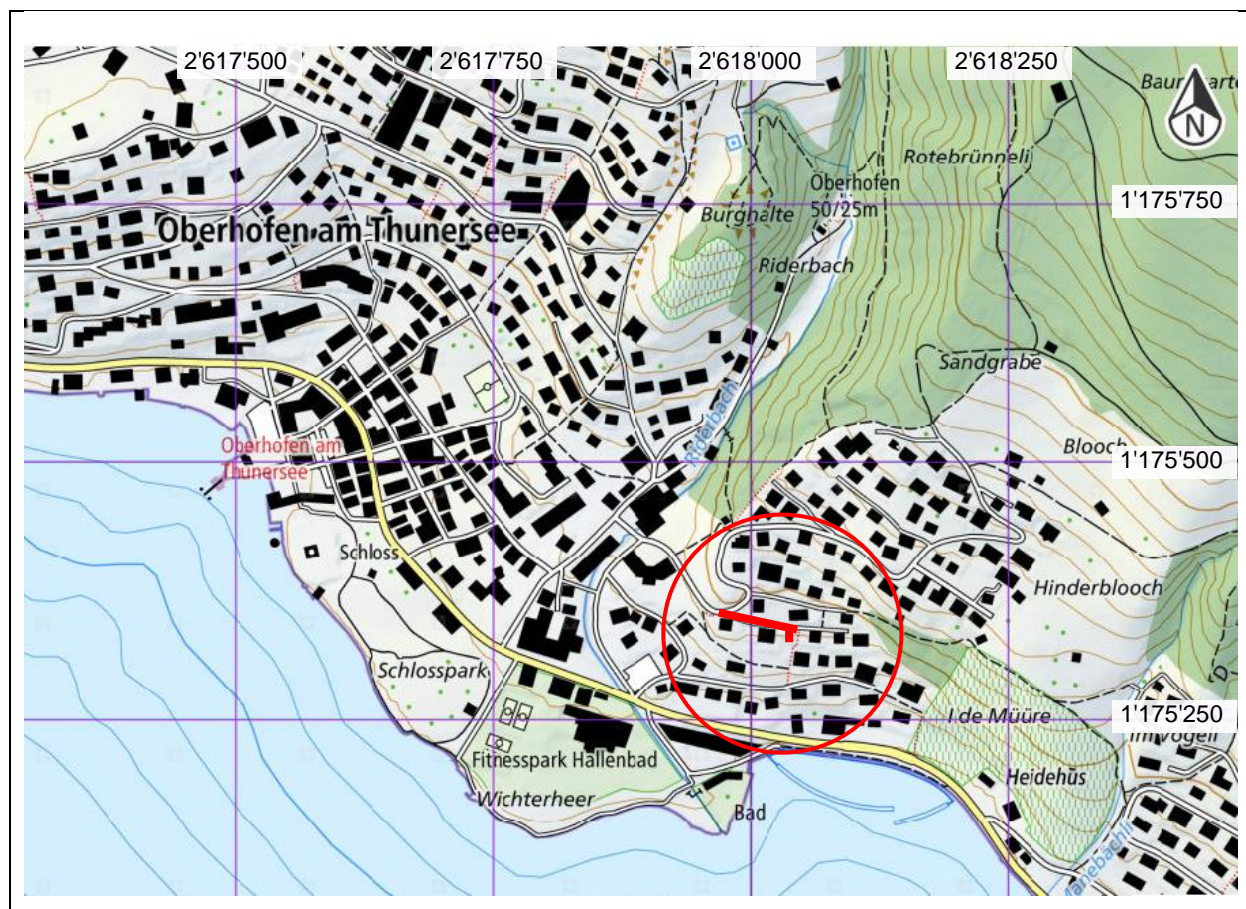 2'617'500
2'617'750
2'618'000
2'618'250
N
Rotebrünneli
Oberhofen
50/25m
1'175'750
Burghalte
Oberhofen am Thunersee
Riderbach
Sandgrabe
Riderbach
Oberhofen am
Thunersee
Blooch
1'175'500
Schloss
Hinderblooch
Schlosspark
I de Müüre
1'175'250
Fitnesspark Hallenbad
Heidehüs
Wichterheer
Bad